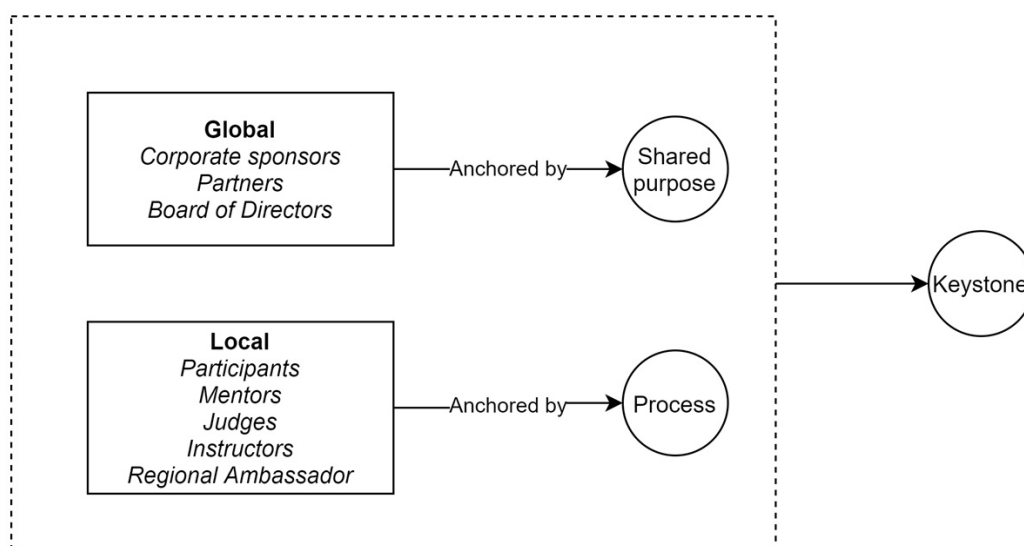 Global
Corporate sponsors
Partners
Board of Directors
Anchored by
Shared
purpose
Keystone
Local
Participants
Mentors
Judges
Instructors
Regional Ambassador
Anchored by
Process